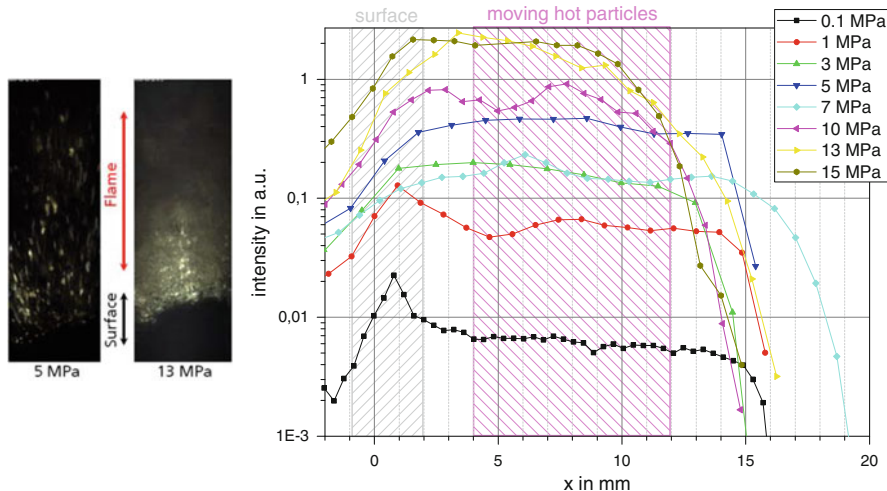 Flame
Surface
5 MPa
13 MPa
surface
moving hot particles
intensity in a.u.
1
0,1
0,01
1E-3
0
5
10
15
20
x in mm
0.1 MPa
1 MPa
3 MPa
5 MPa
7 MPa
10 MPa
13 MPa
15 MPa